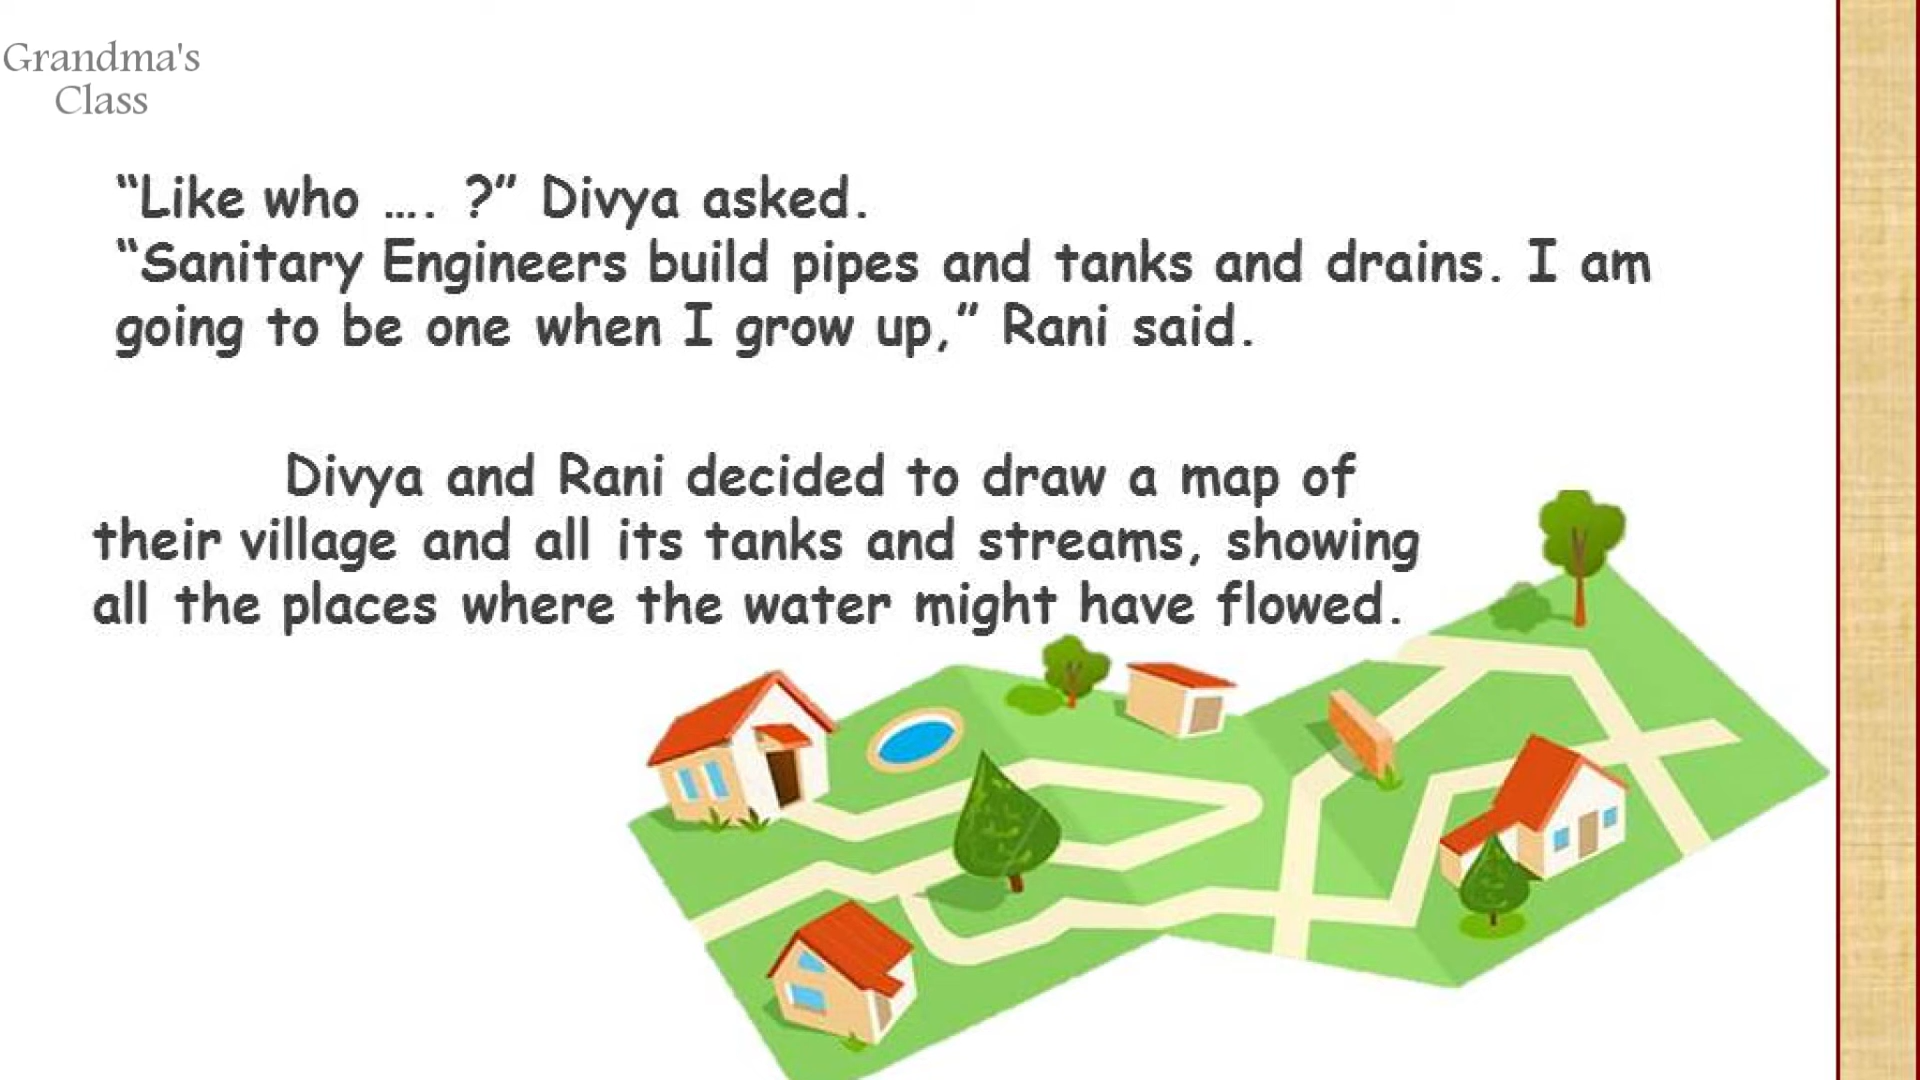 Grandma's
Class
“Like who .... ?” Divya asked.
“Sanitary Engineers build pipes and tanks and drains. I am
going to be one when I grow up,” Rani said.
Divya and Rani decided to draw a map of
their village and all its tanks and streams, showing
all the places where the water might have flowed.